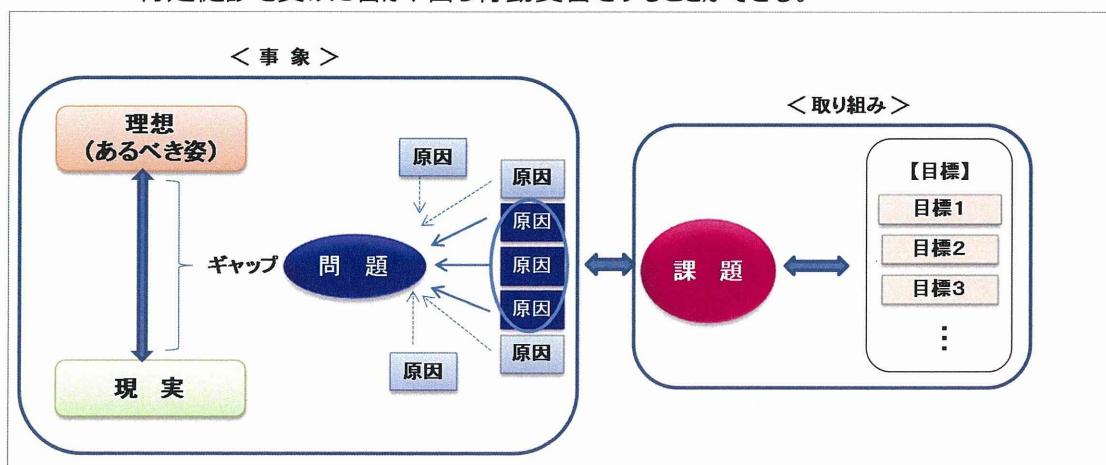 ＜ 事 象 ＞
理想
（あるべき姿）
ギャップ
現 実
問 題
原因
原因
原因
原因
原因
原因
原因
＜ 取り組み ＞
課 題
【目標】
目標1
目標2
目標3
⋮